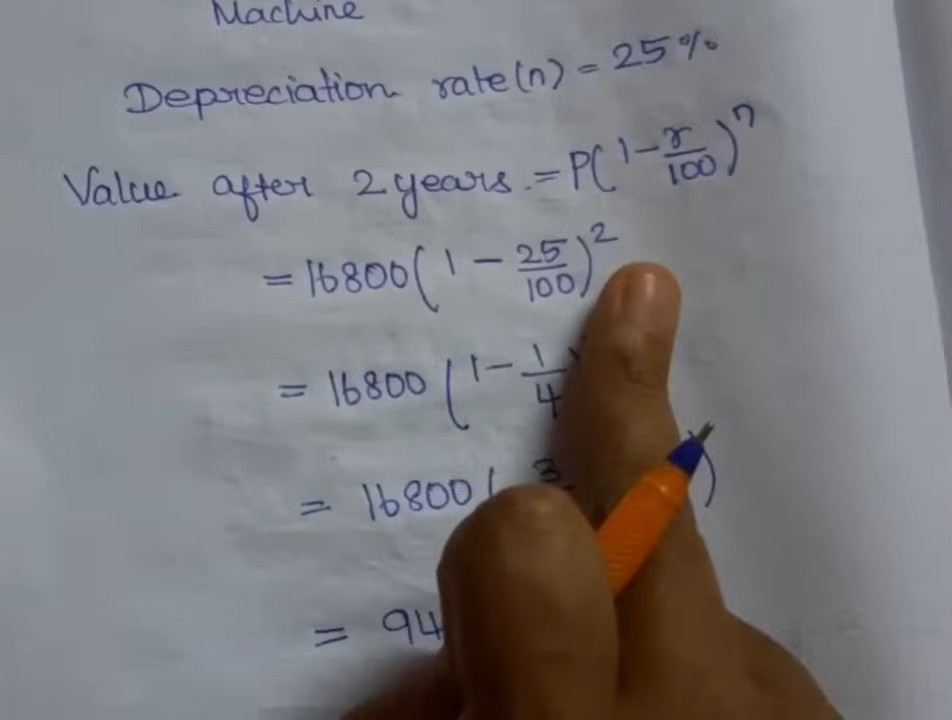 Machine
Depreciation rate(n) = 25%
Value after 2 years. = P(1 - r/100)^n
= 16800(1 - 25/100)^2
= 16800(1 - 1/4
= 16800( 3 )
= 94